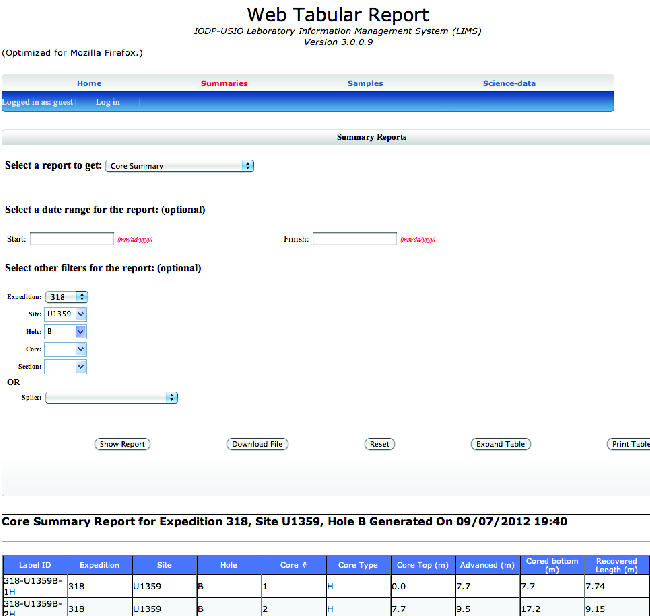 Web Tabular Report
IODP-USIO Laboratory Information Management System (LIMS)
Version 3.0.0.9
(Optimized for Mozilla Firefox.)
Home Summaries Samples Science-data
Logged in as: guest Log in
Summary Reports
Select a report to get: Core Summary
Select a date range for the report: (optional)
Start: (mm/dd/yyyy) Finish: (mm/dd/yyyy)
Select other filters for the report: (optional)
Expedition: 318
Site: U1359
Hole: B
Core:
Section:
OR
Splice:
Show Report Download File Reset Expand Table Print Table
Core Summary Report for Expedition 318, Site U1359, Hole B Generated On 09/07/2012 19:40
Label ID Expedition Site Hole Core # Core Type Core Top (m) Advanced (m) Cored bottom (m) Recovered Length (m)
318-U1359B-1H 318 U1359 B 1 H 0.0 7.7 7.7 7.74
318-U1359B-2H 318 U1359 B 2 H 7.7 9.5 17.2 9.15